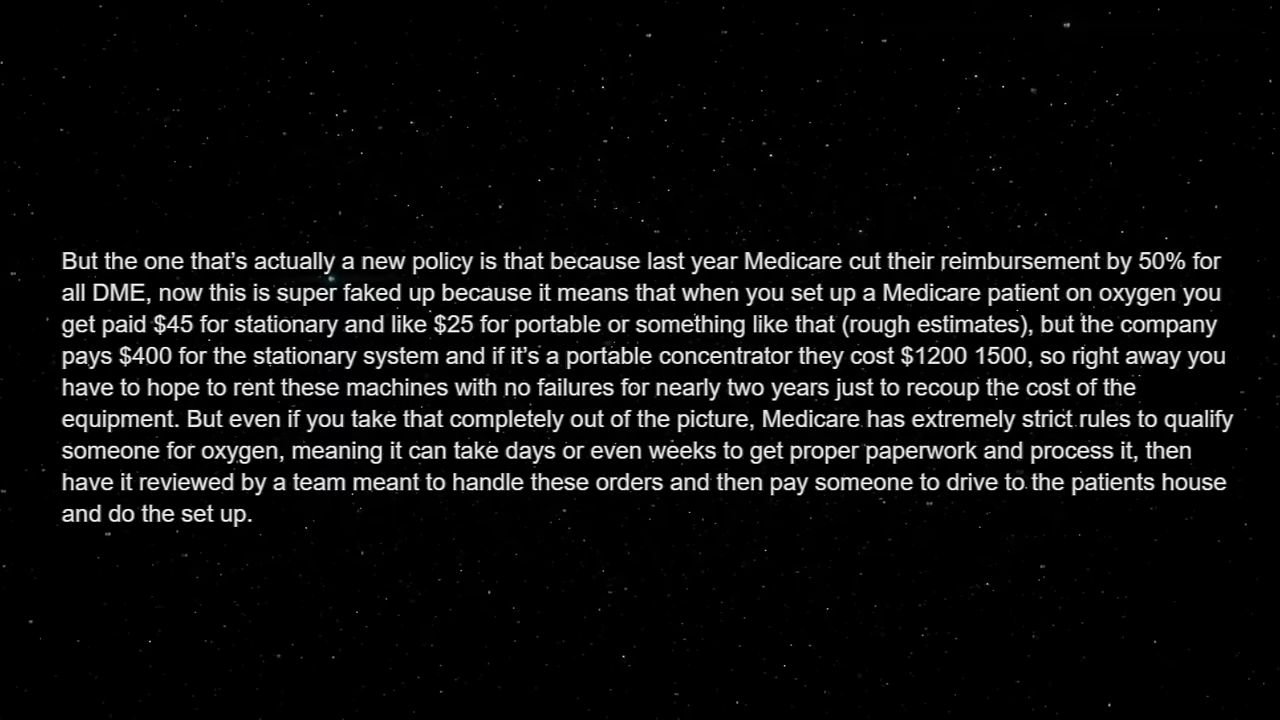 But the one that’s actually a new policy is that because last year Medicare cut their reimbursement by 50% for
all DME, now this is super faked up because it means that when you set up a Medicare patient on oxygen you
get paid $45 for stationary and like $25 for portable or something like that (rough estimates), but the company
pays $400 for the stationary system and if it’s a portable concentrator they cost $1200 1500, so right away you
have to hope to rent these machines with no failures for nearly two years just to recoup the cost of the
equipment. But even if you take that completely out of the picture, Medicare has extremely strict rules to qualify
someone for oxygen, meaning it can take days or even weeks to get proper paperwork and process it, then
have it reviewed by a team meant to handle these orders and then pay someone to drive to the patients house
and do the set up.